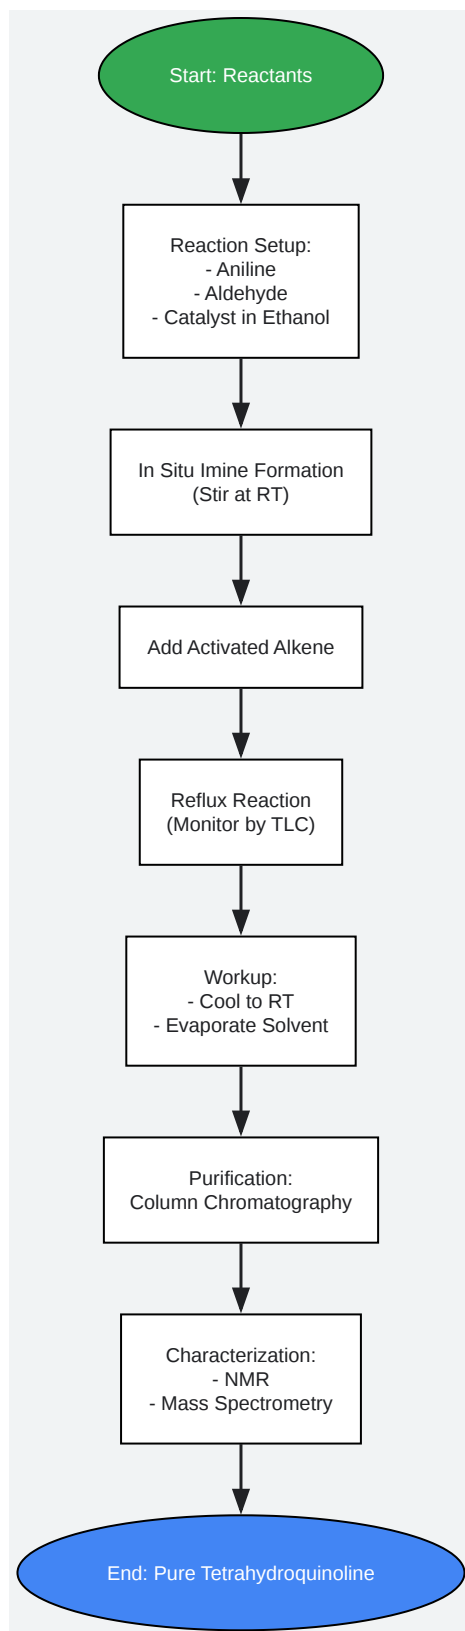 Start: Reactants
Reaction Setup:
- Aniline
- Aldehyde
- Catalyst in Ethanol
In Situ Imine Formation
(Stir at RT)
Add Activated Alkene
Reflux Reaction
(Monitor by TLC)
Workup:
- Cool to RT
- Evaporate Solvent
Purification:
Column Chromatography
Characterization:
- NMR
- Mass Spectrometry
End: Pure Tetrahydroquinoline